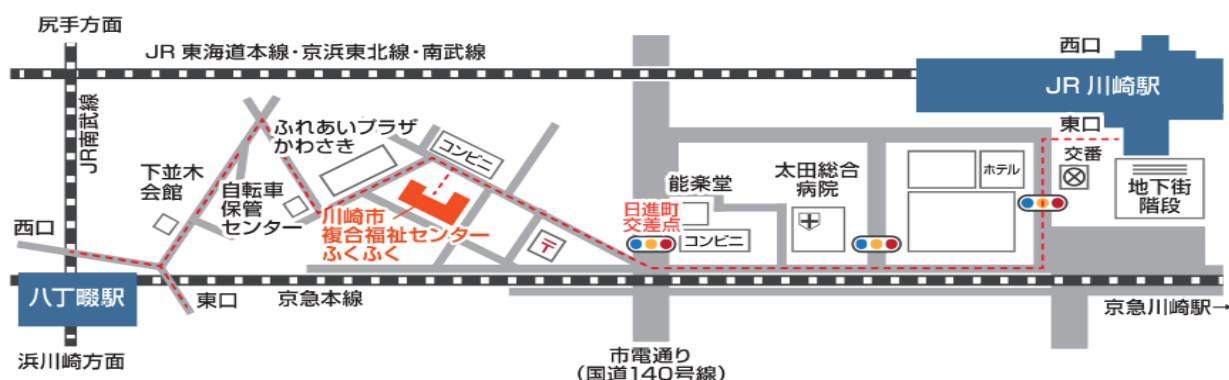 尻手方面
JR 東海道本線・京浜東北線・南武線
西口
JR 川崎駅
東口
交番
地下街
階段
JR南武線
ふれあいプラザ
かわさき
コンビニ
下並木
会館
自転車
保管
センター
川崎市
複合福祉センター
ふくふく
〒
日進町
交差点
能楽堂
コンビニ
太田総合
病院
ホテル
西口
八丁畷駅
東口
京急本線
京急川崎駅→
浜川崎方面
市電通り
(国道140号線)